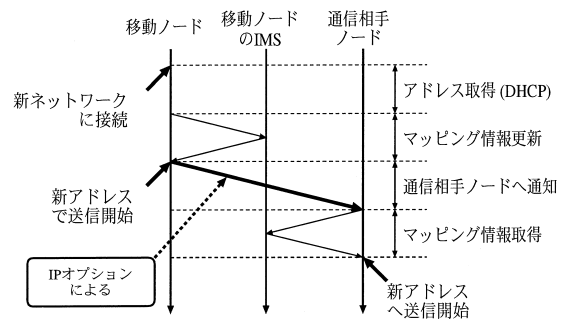 移動ノード
移動ノード
のIMS
通信相手
ノード
新ネットワーク
に接続
アドレス取得 (DHCP)
マッピング情報更新
新アドレス
で送信開始
通信相手ノードへ通知
マッピング情報取得
IPオプション
による
新アドレス
へ送信開始